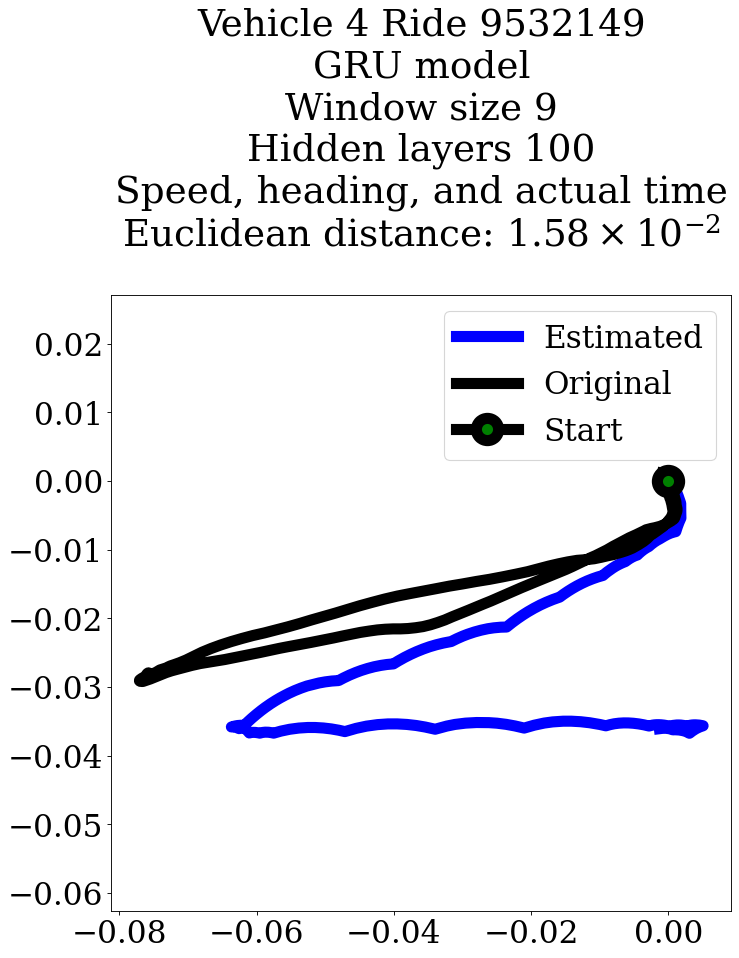 Vehicle 4 Ride 9532149
GRU model
Window size 9
Hidden layers 100
Speed, heading, and actual time
Euclidean distance: 1.58 × 10⁻²
Estimated
Original
Start
0.02
0.01
0.00
−0.01
−0.02
−0.03
−0.04
−0.05
−0.06
−0.08 −0.06 −0.04 −0.02 0.00